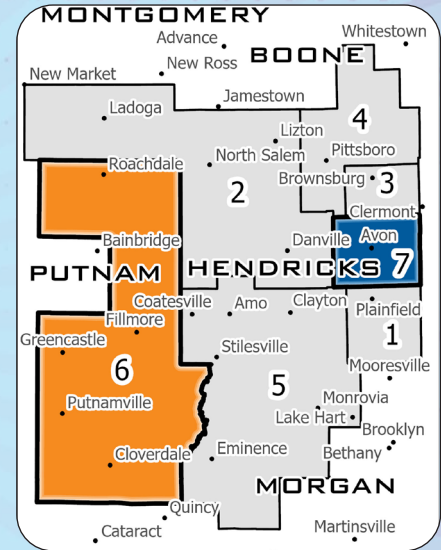 MONTGOMERY
Whitestown
Advance
BOONE
New Ross
New Market
Jamestown
Ladoga
4
Lizton
Pittsboro
North Salem
Roachdale
Brownsburg
3
2
Clermont
Avon
Danville
Bainbridge
PUTNAM
HENDRICKS
7
Coatesville
Amo
Clayton
Plainfield
Fillmore
1
Greencastle
Stilesville
6
5
Mooresville
Putnamville
Monrovia
Lake Hart
Brooklyn
Eminence
Bethany
Cloverdale
MORGAN
Quincy
Cataract
Martinsville